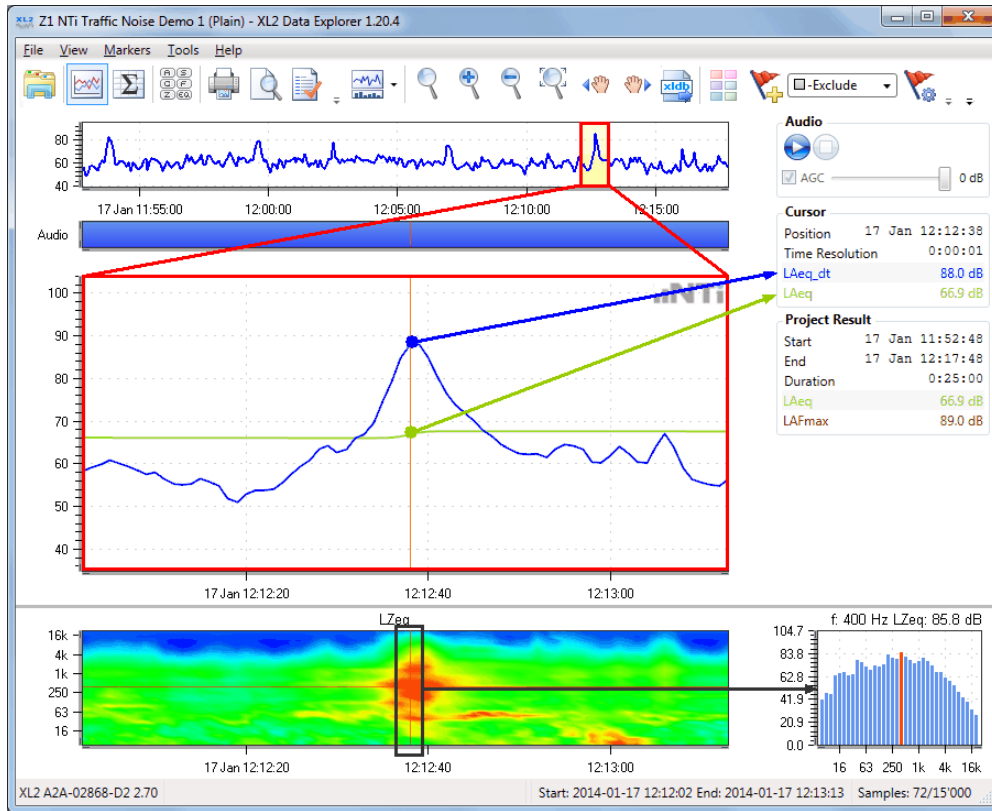 XL2 Z1 NTi Traffic Noise Demo 1 (Plain) - XL2 Data Explorer 1.20.4
File View Markers Tools Help
A S
C F
Z EQ
xldb
-Exclude
80
60
40
17 Jan 11:55:00 12:00:00 12:05:00 12:10:00 12:15:00
Audio
100
90
80
70
60
50
40
NTi
17 Jan 12:12:20 12:12:40 12:13:00
Audio
AGC 0 dB
Cursor
Position 17 Jan 12:12:38
Time Resolution 0:00:01
LAeq_dt 88.0 dB
LAeq 66.9 dB
Project Result
Start 17 Jan 11:52:48
End 17 Jan 12:17:48
Duration 0:25:00
LAeq 66.9 dB
LAFmax 89.0 dB
LZeq
16k
4k
1k
250
63
16
17 Jan 12:12:20 12:12:40 12:13:00
f: 400 Hz LZeq: 85.8 dB
104.7
83.8
62.8
41.9
20.9
0.0
16 63 250 1k 4k 16k
XL2 A2A-02868-D2 2.70 Start: 2014-01-17 12:12:02 End: 2014-01-17 12:13:13 Samples: 72/15'000